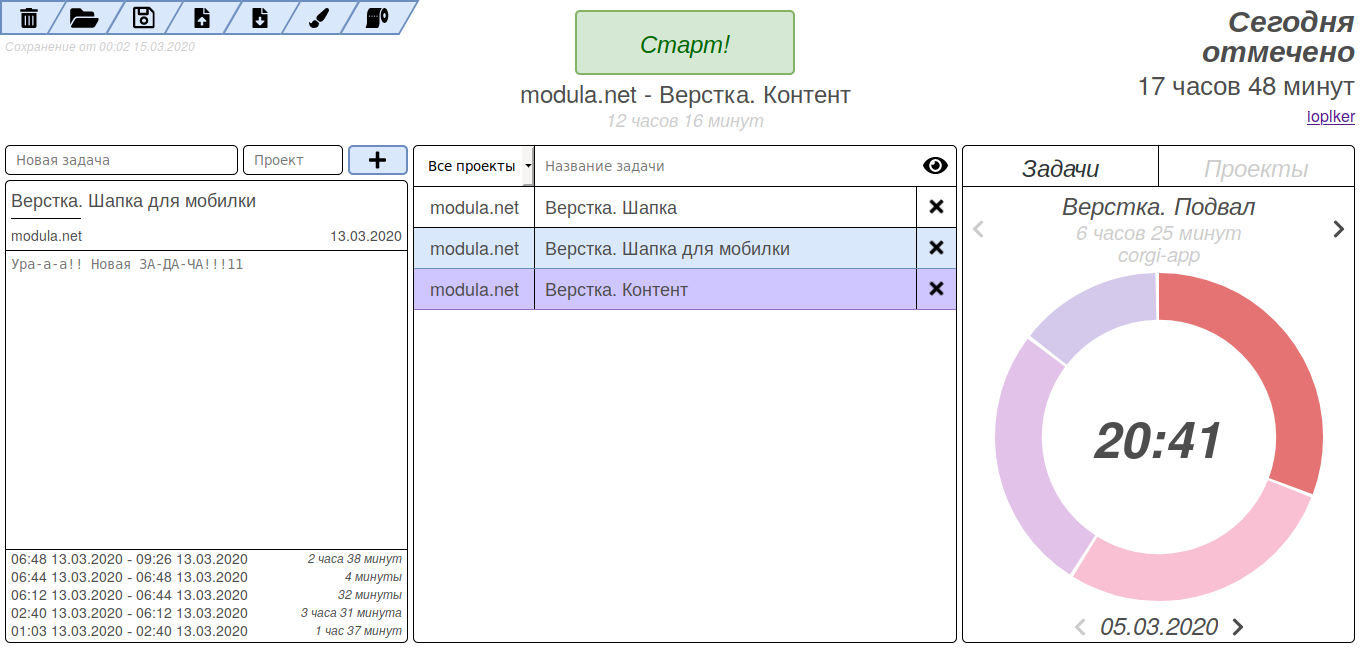 Сохранение от 00:02 15.03.2020
Старт!
modula.net - Верстка. Контент
12 часов 16 минут
Сегодня
отмечено
17 часов 48 минут
loplker
Новая задача
Проект
Верстка. Шапка для мобилки
modula.net 13.03.2020
Ура-а-а!! Новая ЗА-ДА-ЧА!!!11
06:48 13.03.2020 - 09:26 13.03.2020 2 часа 38 минут
06:44 13.03.2020 - 06:48 13.03.2020 4 минуты
06:12 13.03.2020 - 06:44 13.03.2020 32 минуты
02:40 13.03.2020 - 06:12 13.03.2020 3 часа 31 минута
01:03 13.03.2020 - 02:40 13.03.2020 1 час 37 минут
Все проекты Название задачи
modula.net Верстка. Шапка
modula.net Верстка. Шапка для мобилки
modula.net Верстка. Контент
Задачи Проекты
Верстка. Подвал
6 часов 25 минут
corgi-app
20:41
05.03.2020